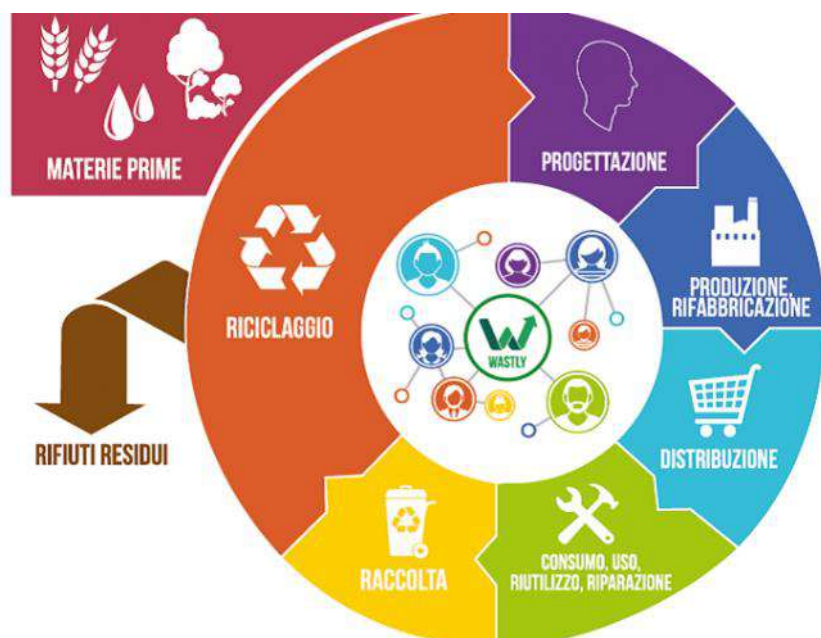 MATERIE PRIME
PROGETTAZIONE
PRODUZIONE,
RIFABBRICAZIONE
DISTRIBUZIONE
CONSUMO, USO,
RIUTILIZZO, RIPARAZIONE
RACCOLTA
RICICLAGGIO
RIFIUTI RESIDUI
WASTLY